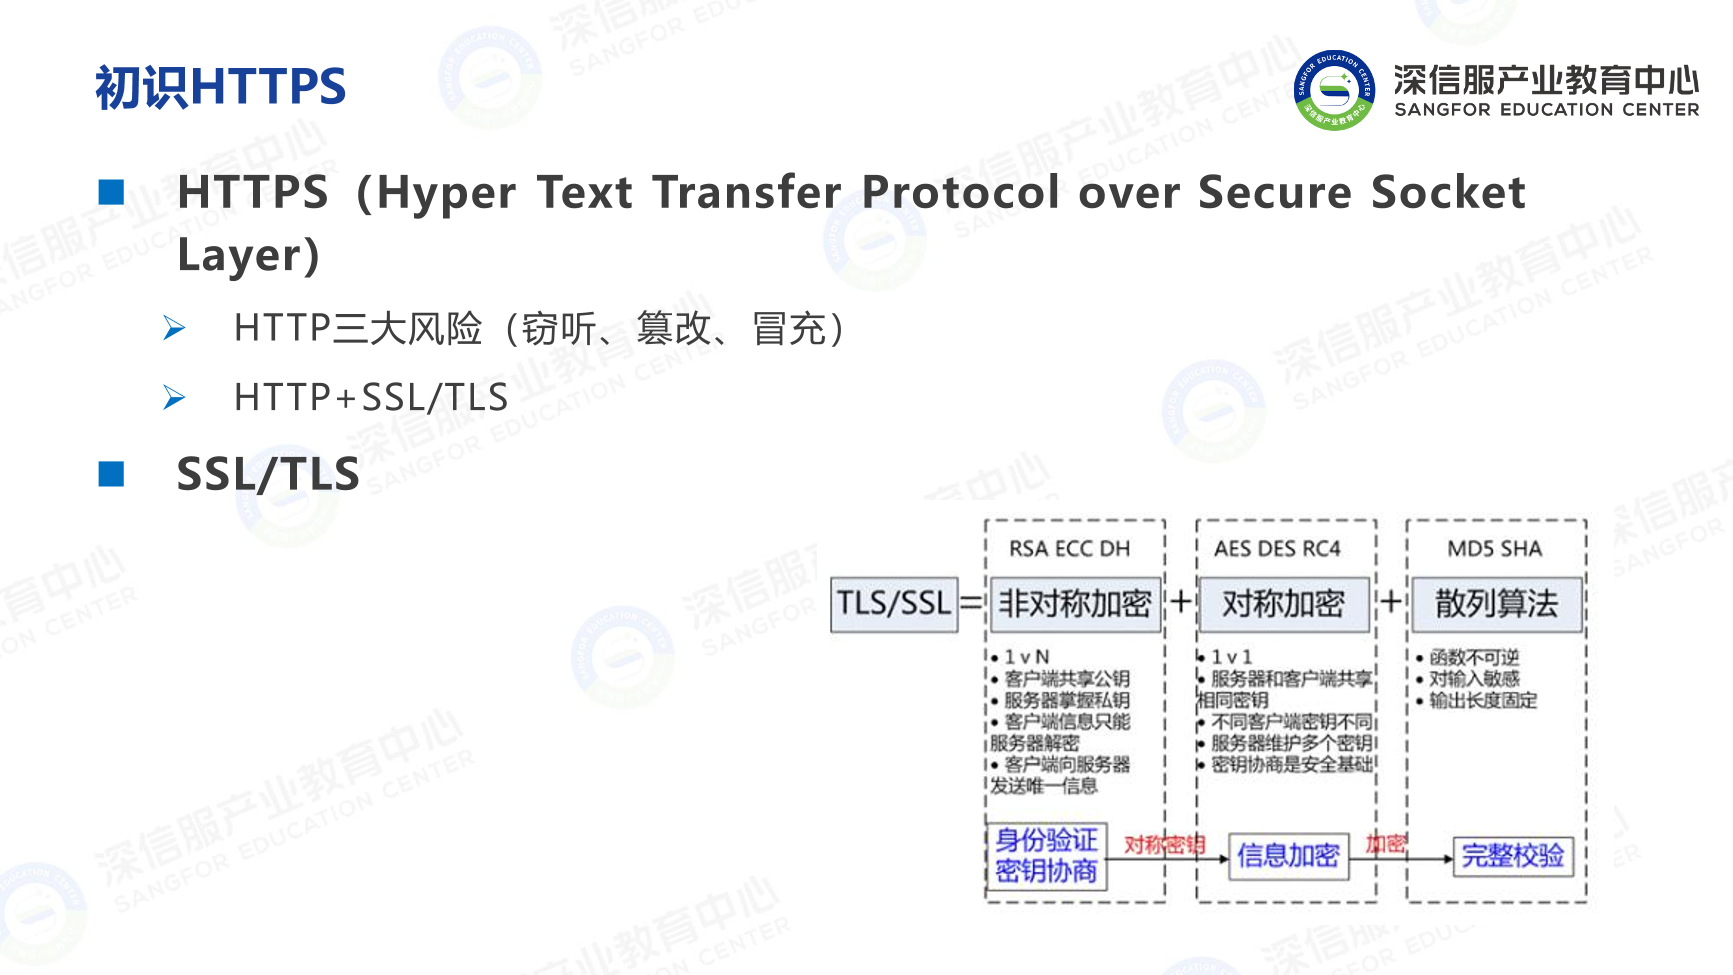 初识HTTPS
深信服产业教育中心
SANGFOR EDUCATION CENTER
HTTPS（Hyper Text Transfer Protocol over Secure Socket
Layer）
HTTP三大风险（窃听、篡改、冒充）
HTTP+SSL/TLS
SSL/TLS
RSA ECC DH
AES DES RC4
MD5 SHA
TLS/SSL = 非对称加密 + 对称加密 + 散列算法
• 1 v N
• 客户端共享公钥
• 服务器掌握私钥
• 客户端信息只能
服务器解密
• 客户端向服务器
发送唯一信息
• 1 v 1
• 服务器和客户端共享
相同密钥
• 不同客户端密钥不同
• 服务器维护多个密钥
• 密钥协商是安全基础
• 函数不可逆
• 对输入敏感
• 输出长度固定
身份验证
密钥协商
对称密钥
信息加密
加密
完整校验